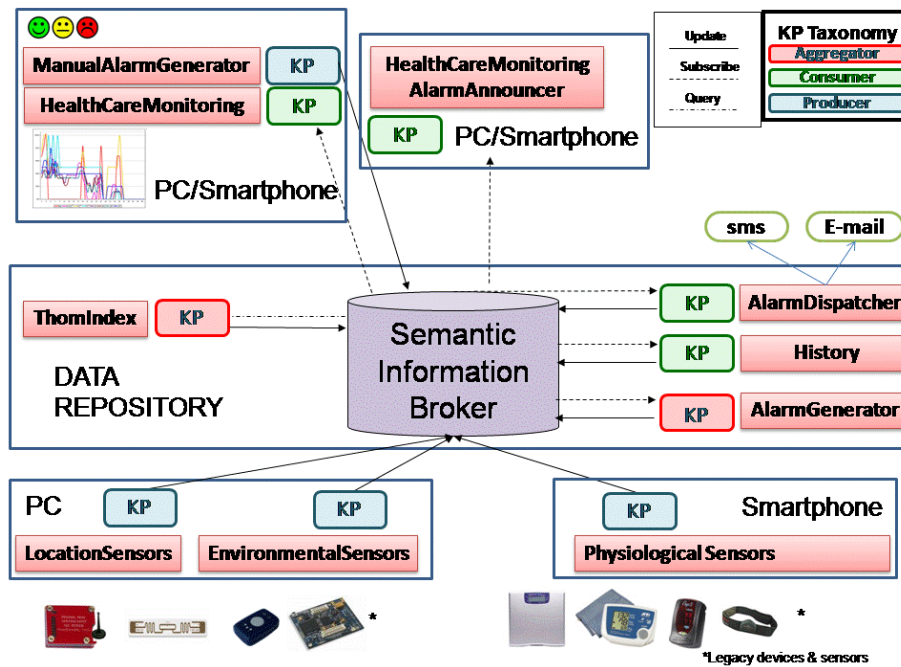 ManualAlarmGenerator
KP
HealthCareMonitoring
KP
PC/Smartphone
HealthCareMonitoring
AlarmAnnouncer
KP
PC/Smartphone
Update
Subscribe
Query
KP Taxonomy
Aggregator
Consumer
Producer
sms
E-mail
ThomIndex
KP
DATA
REPOSITORY
Semantic
Information
Broker
KP
AlarmDispatcher
KP
History
KP
AlarmGenerator
PC
KP
KP
LocationSensors
EnvironmentalSensors
KP
Smartphone
Physiological Sensors
*
*
*Legacy devices & sensors